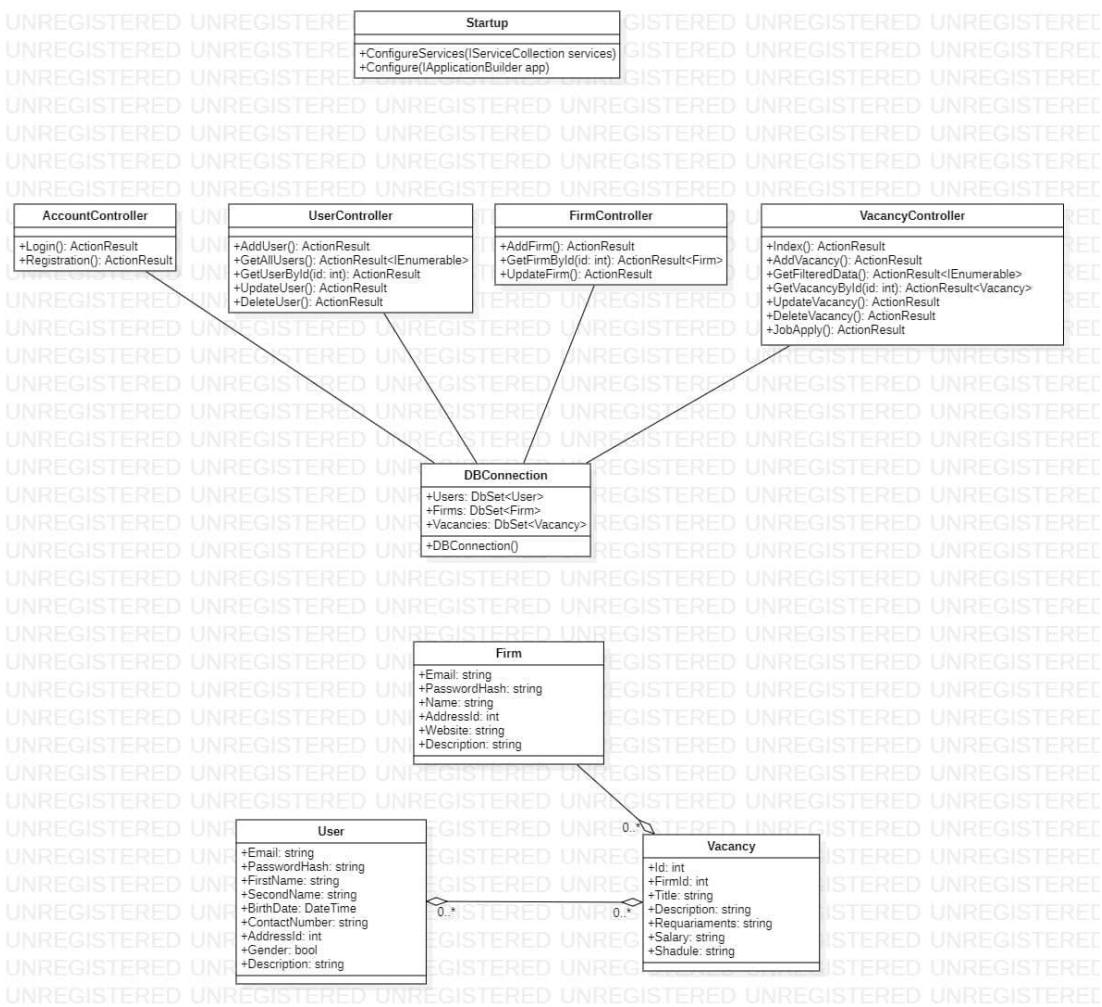 Startup
+ConfigureServices(IServiceCollection services)
+Configure(IApplicationBuilder app)
AccountController
+Login(): ActionResult
+Registration(): ActionResult
UserController
+AddUser(): ActionResult
+GetAllUsers(): ActionResult<IEnumerable>
+GetUserById(id: int): ActionResult
+UpdateUser(): ActionResult
+DeleteUser(): ActionResult
FirmController
+AddFirm(): ActionResult
+GetFirmById(id: int): ActionResult<Firm>
+UpdateFirm(): ActionResult
VacancyController
+Index(): ActionResult
+AddVacancy(): ActionResult
+GetFilteredData(): ActionResult<IEnumerable>
+GetVacancyById(id: int): ActionResult<Vacancy>
+UpdateVacancy(): ActionResult
+DeleteVacancy(): ActionResult
+JobApply(): ActionResult
DBConnection
+Users: DbSet<User>
+Firms: DbSet<Firm>
+Vacancies: DbSet<Vacancy>
+DBConnection()
Firm
+Email: string
+PasswordHash: string
+Name: string
+AddressId: int
+Website: string
+Description: string
0..*
User
+Email: string
+PasswordHash: string
+FirstName: string
+SecondName: string
+BirthDate: DateTime
+ContactNumber: string
+AddressId: int
+Gender: bool
+Description: string
0..*
0..*
Vacancy
+Id: int
+FirmId: int
+Title: string
+Description: string
+Requariaments: string
+Salary: string
+Shadule: string
UNREGISTERED